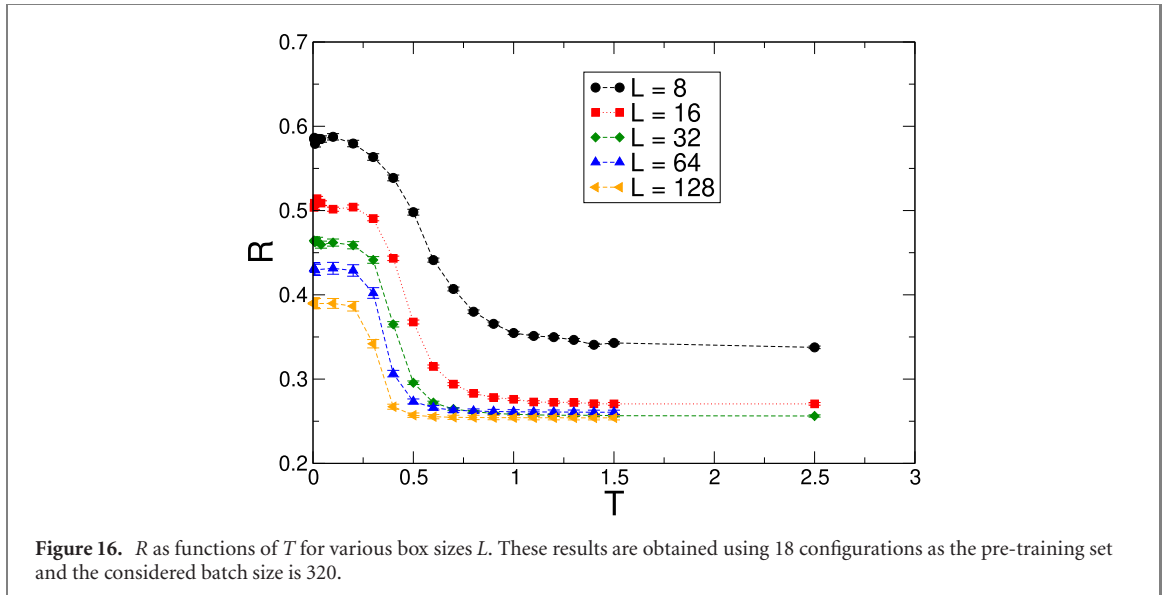 0.7
0.6
0.5
0.4
0.3
0.2
R
L = 8
L = 16
L = 32
L = 64
L = 128
0 0.5 1 1.5 2 2.5 3
T
Figure 16. R as functions of T for various box sizes L. These results are obtained using 18 configurations as the pre-training set
and the considered batch size is 320.